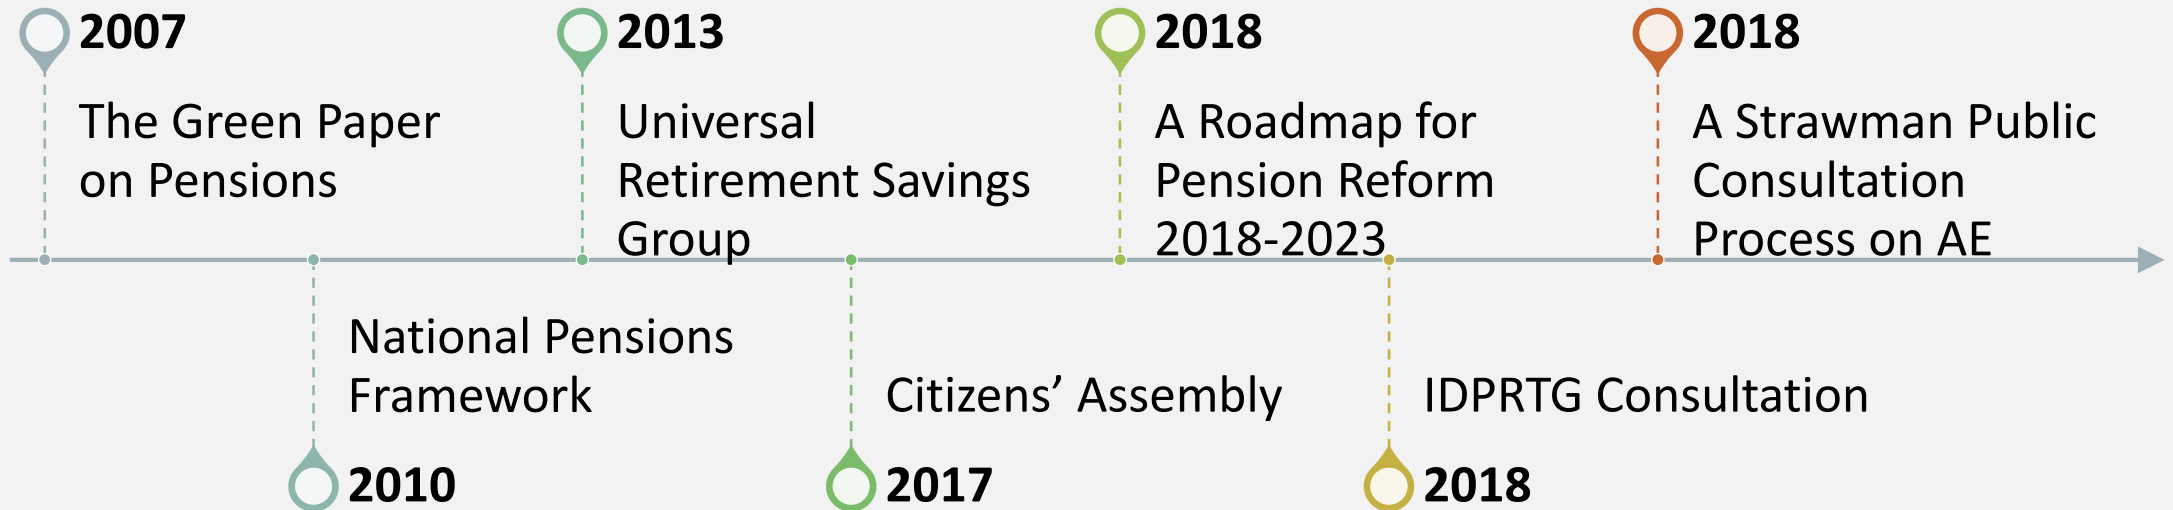 2007
The Green Paper
on Pensions
National Pensions
Framework
2010
2013
Universal
Retirement Savings
Group
Citizens’ Assembly
2017
2018
A Roadmap for
Pension Reform
2018-2023
IDPRTG Consultation
2018
2018
A Strawman Public
Consultation
Process on AE